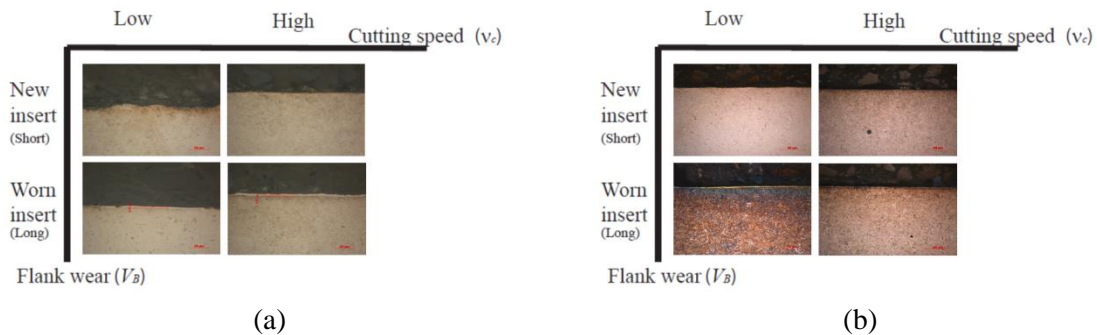 Low High
Cutting speed (vc)
New
insert
(Short)
Worn
insert
(Long)
Flank wear (VB)
(a)
Low High
Cutting speed (vc)
New
insert
(Short)
Worn
insert
(Long)
Flank wear (VB)
(b)